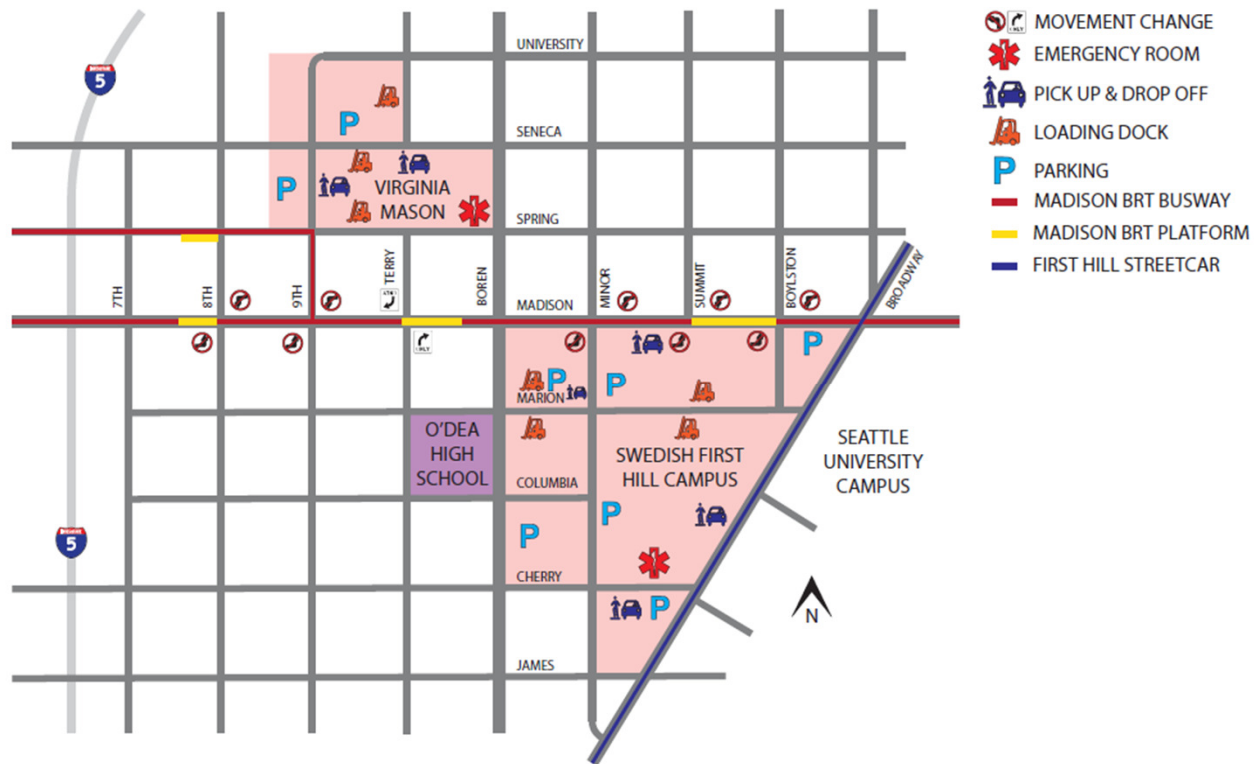 UNIVERSITY
SENECA
VIRGINIA
MASON
SPRING
7TH
8TH
9TH
TERRY
BOREN
MADISON
MINOR
SUMMIT
BOYLSTON
BROADWAY
MARION
O'DEA
HIGH
SCHOOL
COLUMBIA
SWEDISH FIRST
HILL CAMPUS
SEATTLE
UNIVERSITY
CAMPUS
CHERRY
JAMES
5
5
P
P
P
P
P
P
P
P
N
MOVEMENT CHANGE
EMERGENCY ROOM
PICK UP & DROP OFF
LOADING DOCK
P PARKING
MADISON BRT BUSWAY
MADISON BRT PLATFORM
FIRST HILL STREETCAR